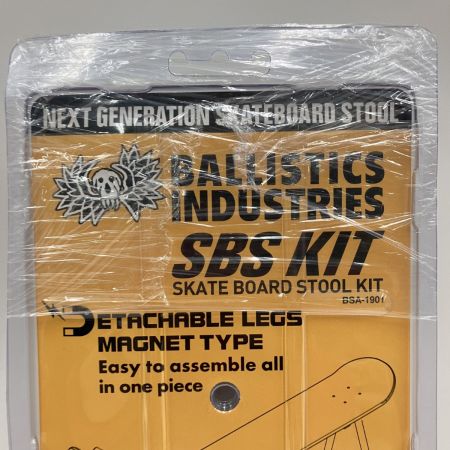 NEXT GENERATION SKATEBOARD STOOL
BALLISTICS
INDUSTRIES
SBS KIT
SKATE BOARD STOOL KIT
BSA-1901
DETACHABLE LEGS
MAGNET TYPE
Easy to assemble all
in one piece